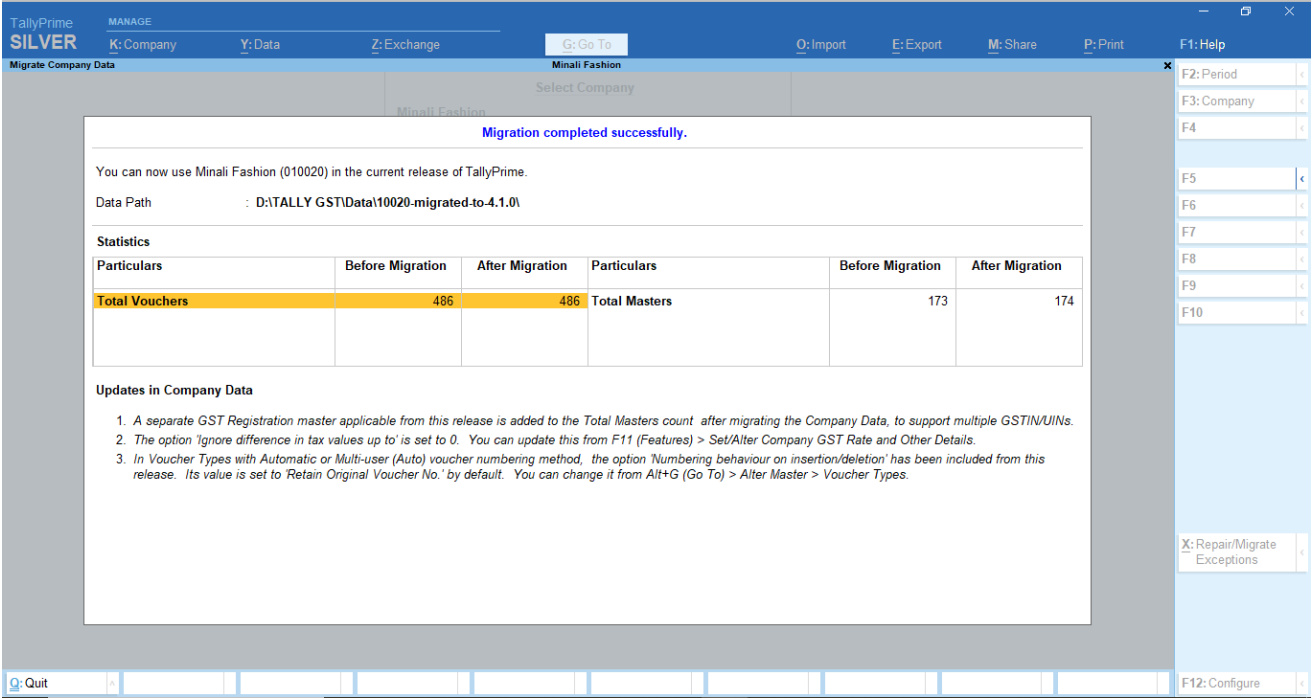 TallyPrime MANAGE
SILVER K: Company Y: Data Z: Exchange G: Go To O: Import E: Export M: Share P: Print F1: Help
Migrate Company Data Minali Fashion x
Select Company
Minali Fashion
Migration completed successfully.
You can now use Minali Fashion (010020) in the current release of TallyPrime.
Data Path : D:\TALLY GST\Data\10020-migrated-to-4.1.0\
Statistics
Particulars Before Migration After Migration Particulars Before Migration After Migration
Total Vouchers 486 486 Total Masters 173 174
Updates in Company Data
1. A separate GST Registration master applicable from this release is added to the Total Masters count after migrating the Company Data, to support multiple GSTIN/UINs.
2. The option 'Ignore difference in tax values up to' is set to 0. You can update this from F11 (Features) > Set/Alter Company GST Rate and Other Details.
3. In Voucher Types with Automatic or Multi-user (Auto) voucher numbering method, the option 'Numbering behaviour on insertion/deletion' has been included from this
release. Its value is set to 'Retain Original Voucher No.' by default. You can change it from Alt+G (Go To) > Alter Master > Voucher Types.
F2: Period
F3: Company
F4
F5
F6
F7
F8
F9
F10
X: Repair/Migrate
Exceptions
Q: Quit
F12: Configure